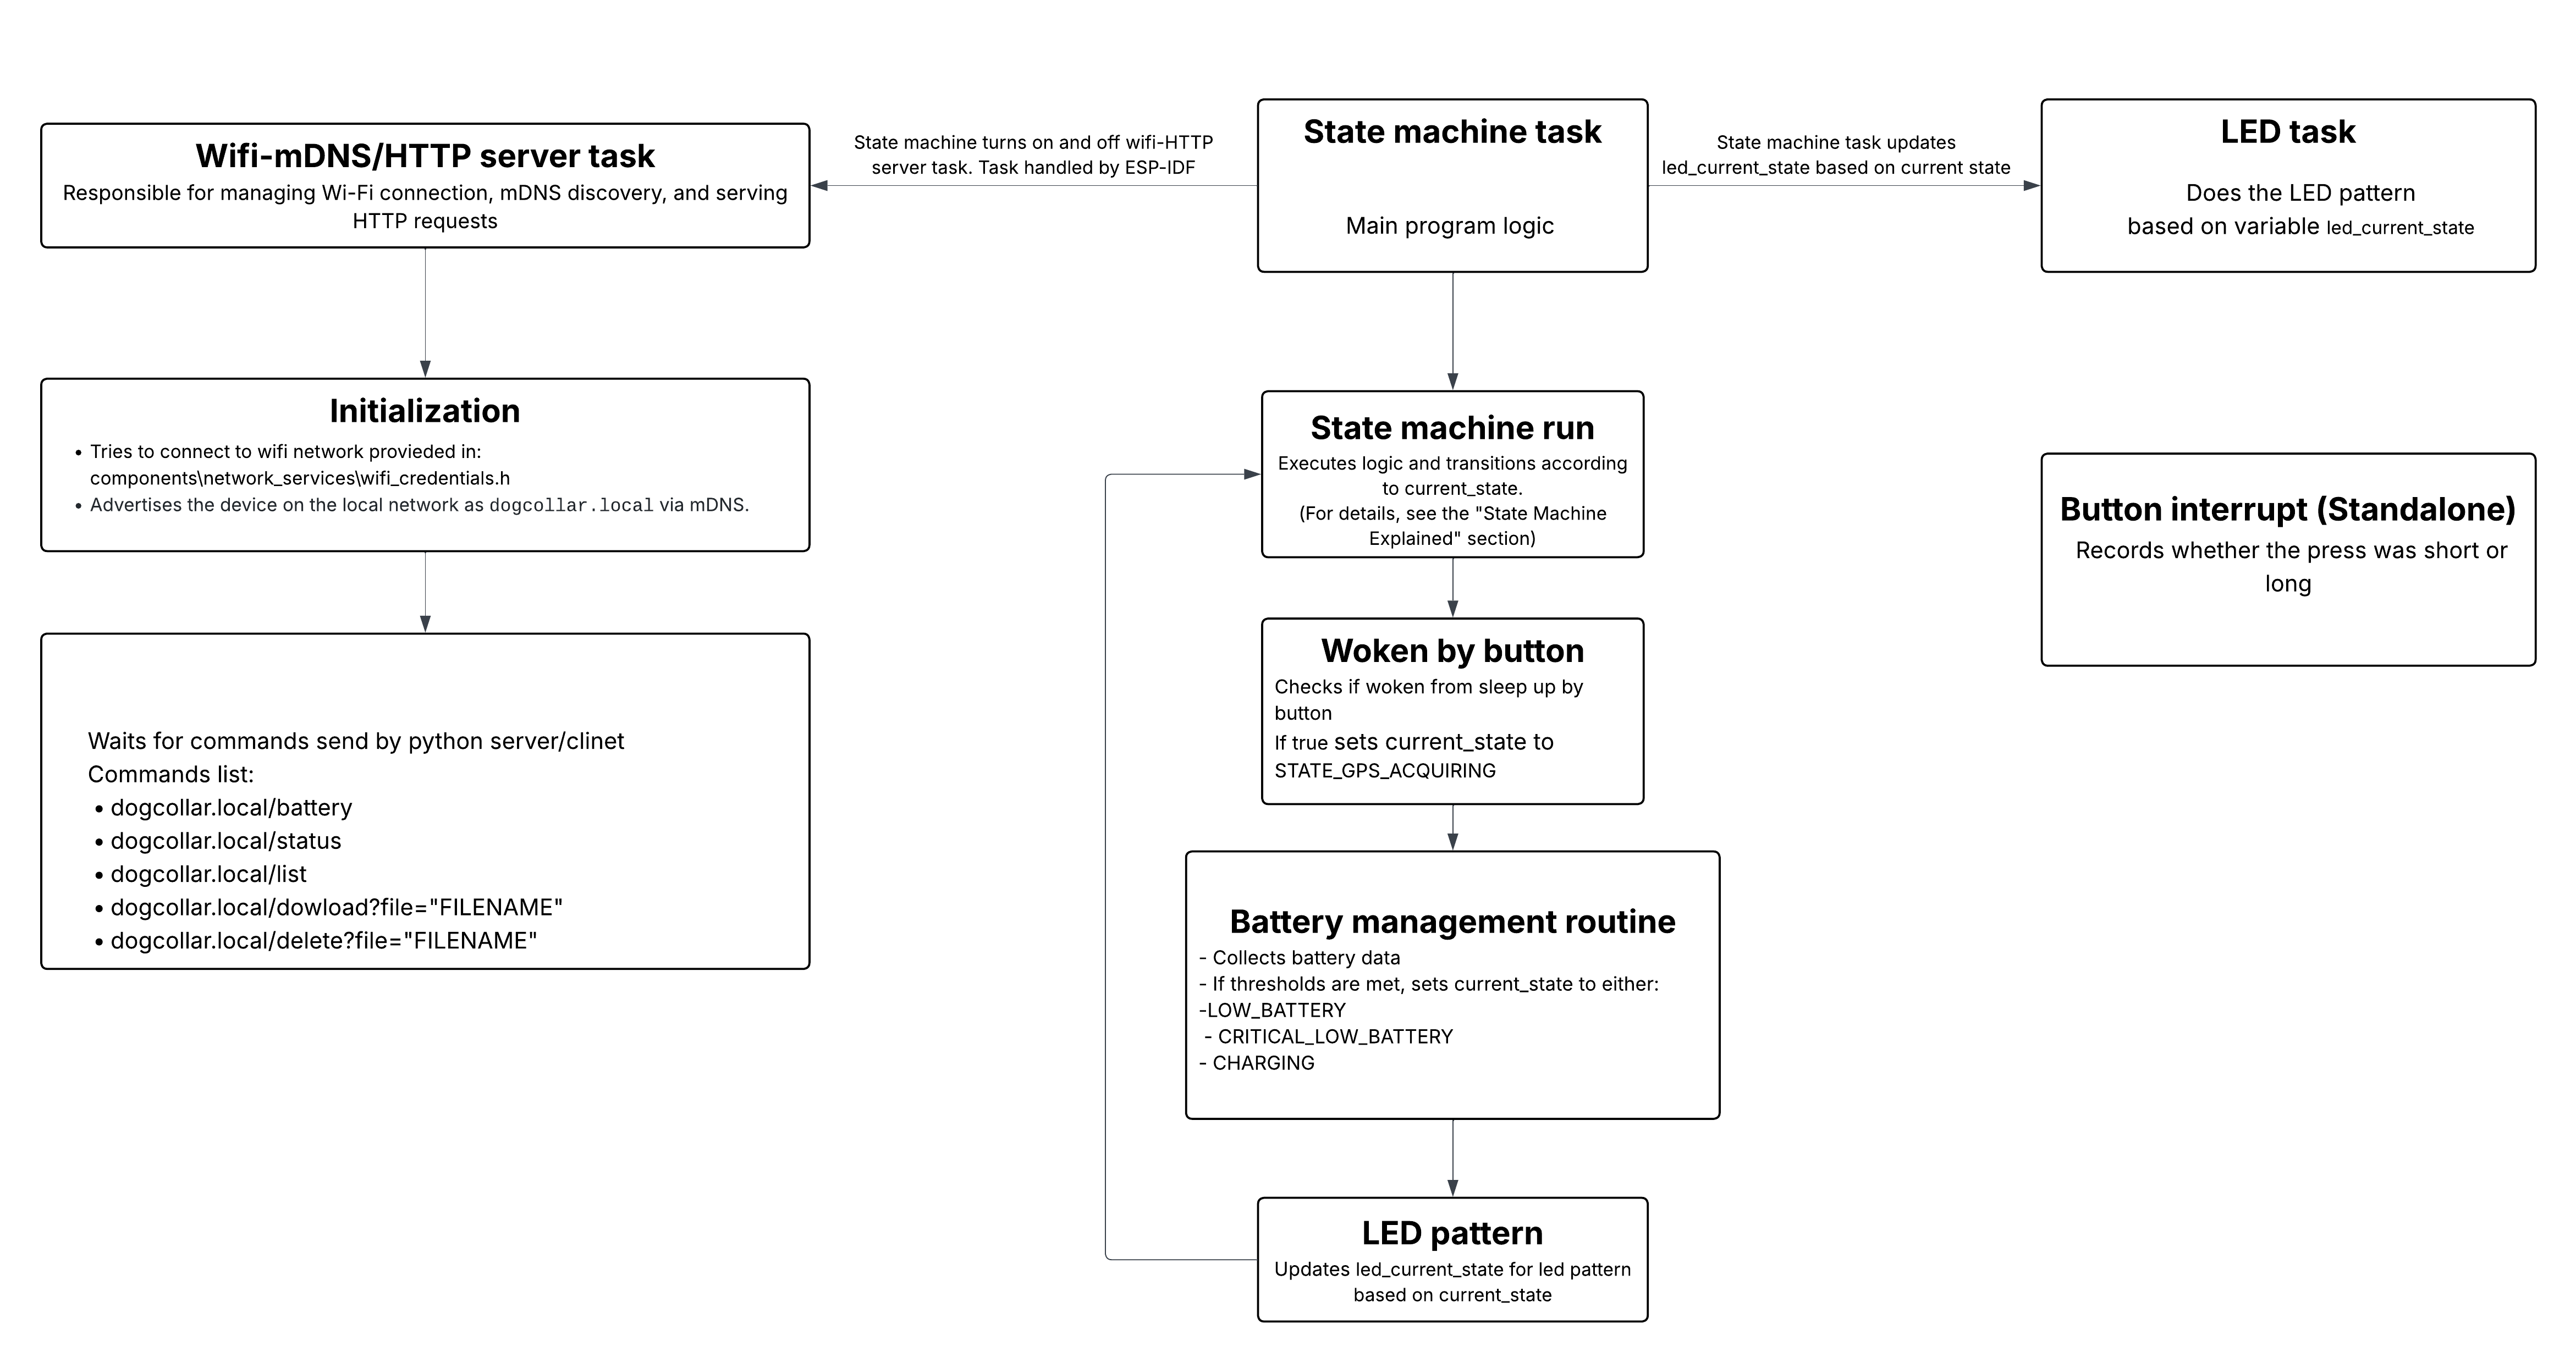 Wifi-mDNS/HTTP server task
Responsible for managing Wi-Fi connection, mDNS discovery, and serving
HTTP requests
State machine turns on and off wifi-HTTP
server task. Task handled by ESP-IDF
State machine task
Main program logic
State machine task updates
led_current_state based on current state
LED task
Does the LED pattern
based on variable led_current_state
Initialization
• Tries to connect to wifi network provieded in:
components\network_services\wifi_credentials.h
• Advertises the device on the local network as dogcollar.local via mDNS.
Waits for commands send by python server/clinet
Commands list:
• dogcollar.local/battery
• dogcollar.local/status
• dogcollar.local/list
• dogcollar.local/dowload?file="FILENAME"
• dogcollar.local/delete?file="FILENAME"
State machine run
Executes logic and transitions according
to current_state.
(For details, see the "State Machine
Explained" section)
Woken by button
Checks if woken from sleep up by
button
If true sets current_state to
STATE_GPS_ACQUIRING
Battery management routine
- Collects battery data
- If thresholds are met, sets current_state to either:
-LOW_BATTERY
- CRITICAL_LOW_BATTERY
- CHARGING
LED pattern
Updates led_current_state for led pattern
based on current_state
Button interrupt (Standalone)
Records whether the press was short or
long